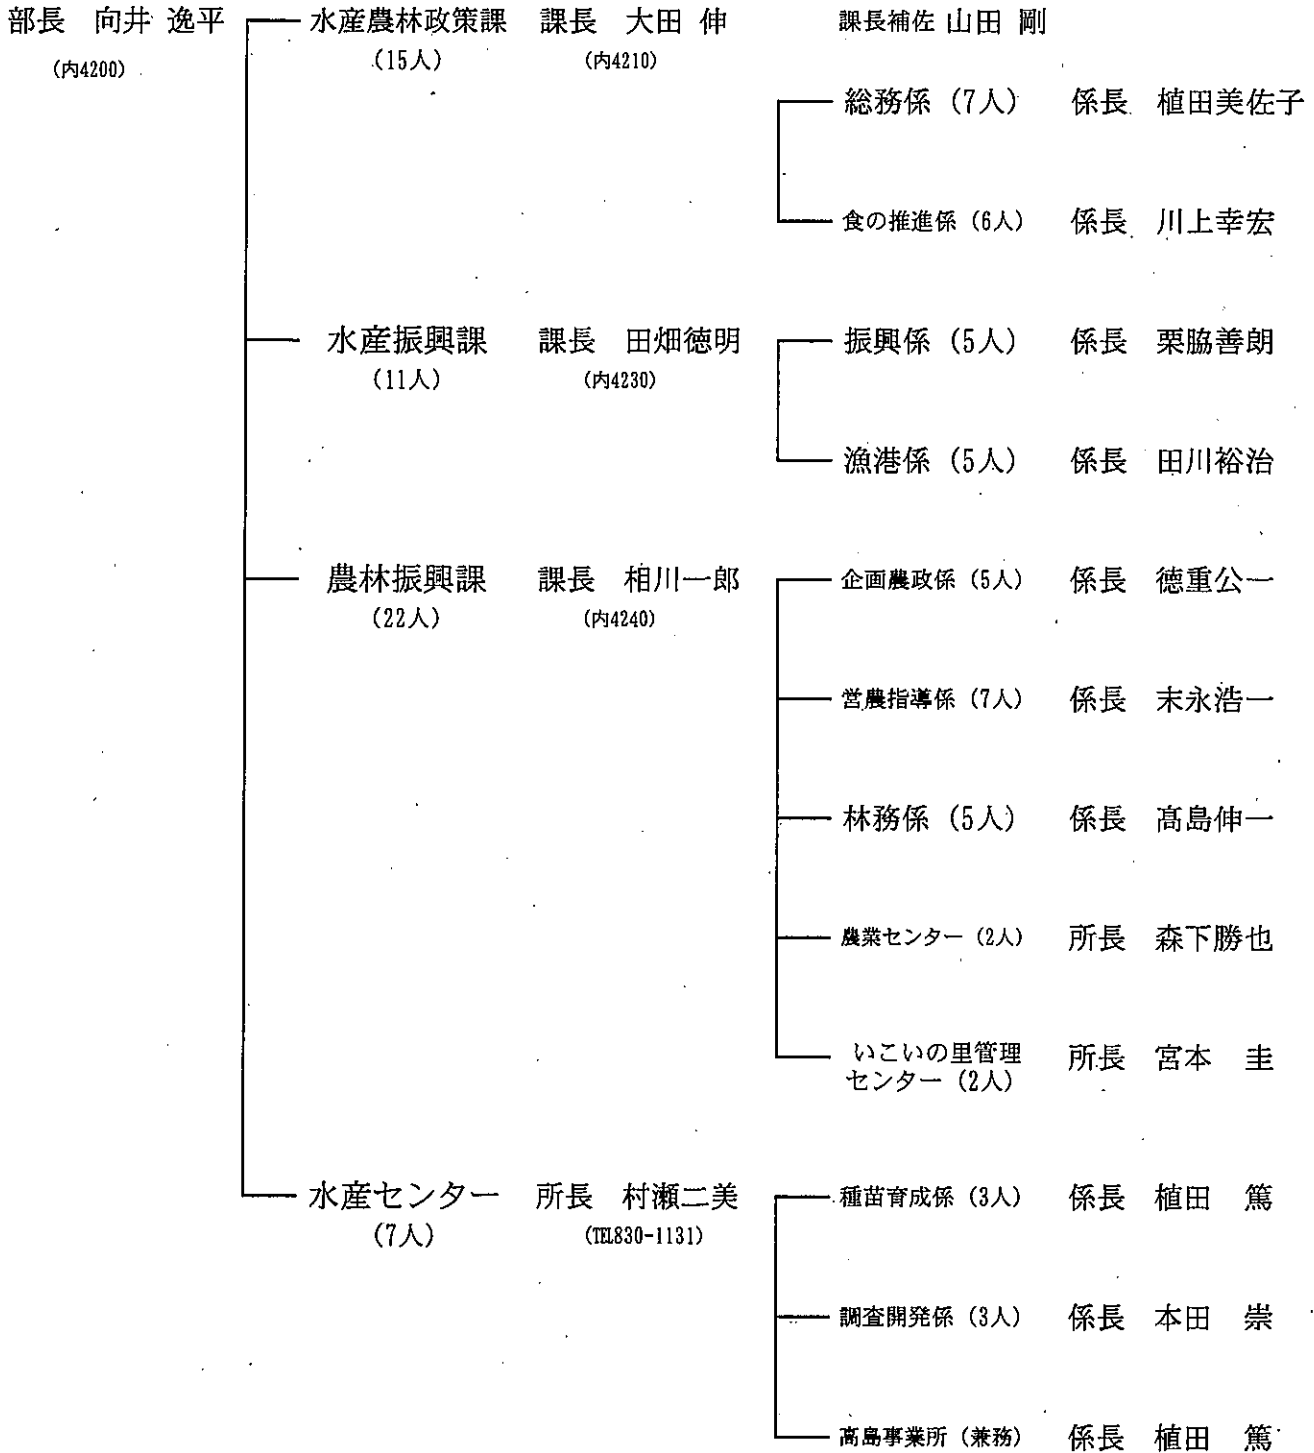 部長 向井 逸平 水産農林政策課 課長 大田 伸 課長補佐 山田 剛
(内4200) (15人) (内4210)
総務係 (7人) 係長 植田美佐子
食の推進係 (6人) 係長 川上幸宏
水産振興課 課長 田畑徳明 振興係 (5人) 係長 栗脇善朗
(11人) (内4230)
漁港係 (5人) 係長 田川裕治
農林振興課 課長 相川一郎 企画農政係 (5人) 係長 徳重公一
(22人) (内4240)
営農指導係 (7人) 係長 末永浩一
林務係 (5人) 係長 髙島伸一
農業センター (2人) 所長 森下勝也
いこいの里管理
センター (2人) 所長 宮本 圭
水産センター 所長 村瀬二美 種苗育成係 (3人) 係長 植田 篤
(7人) (℡830-1131)
調査開発係 (3人) 係長 本田 崇
高島事業所 (兼務) 係長 植田 篤